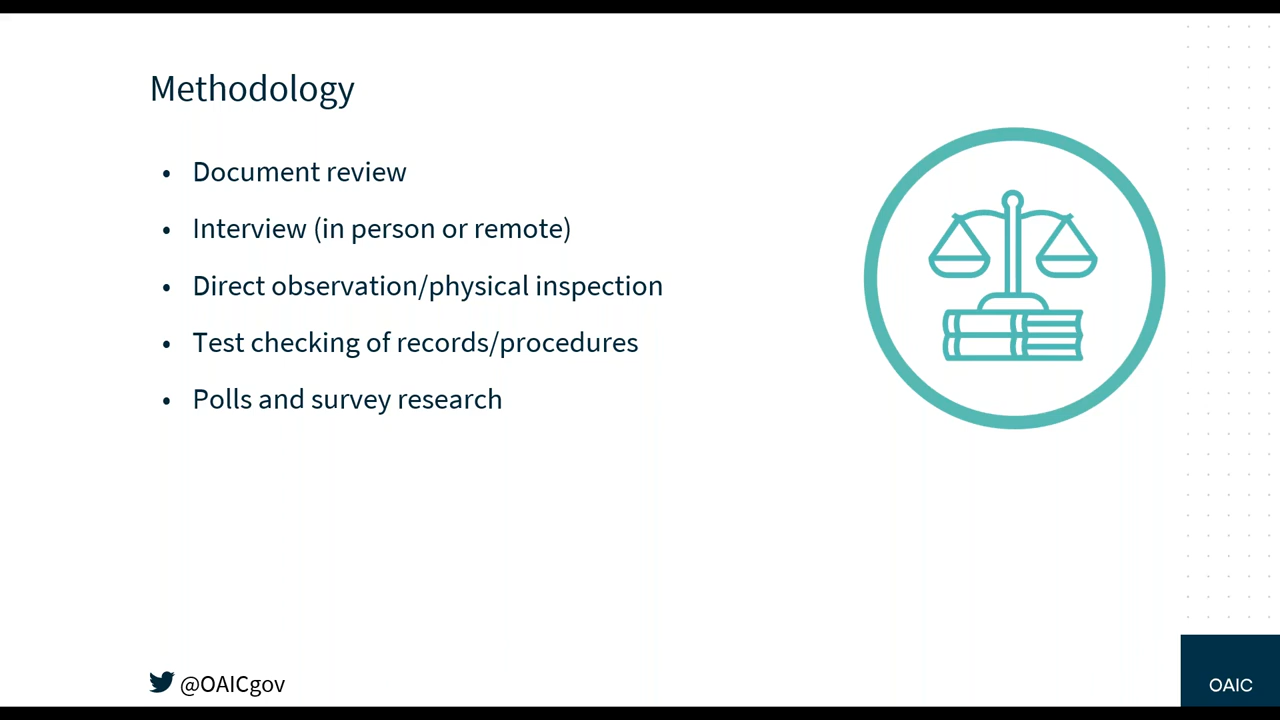 Methodology
• Document review
• Interview (in person or remote)
• Direct observation/physical inspection
• Test checking of records/procedures
• Polls and survey research
@OAICgov
OAIC